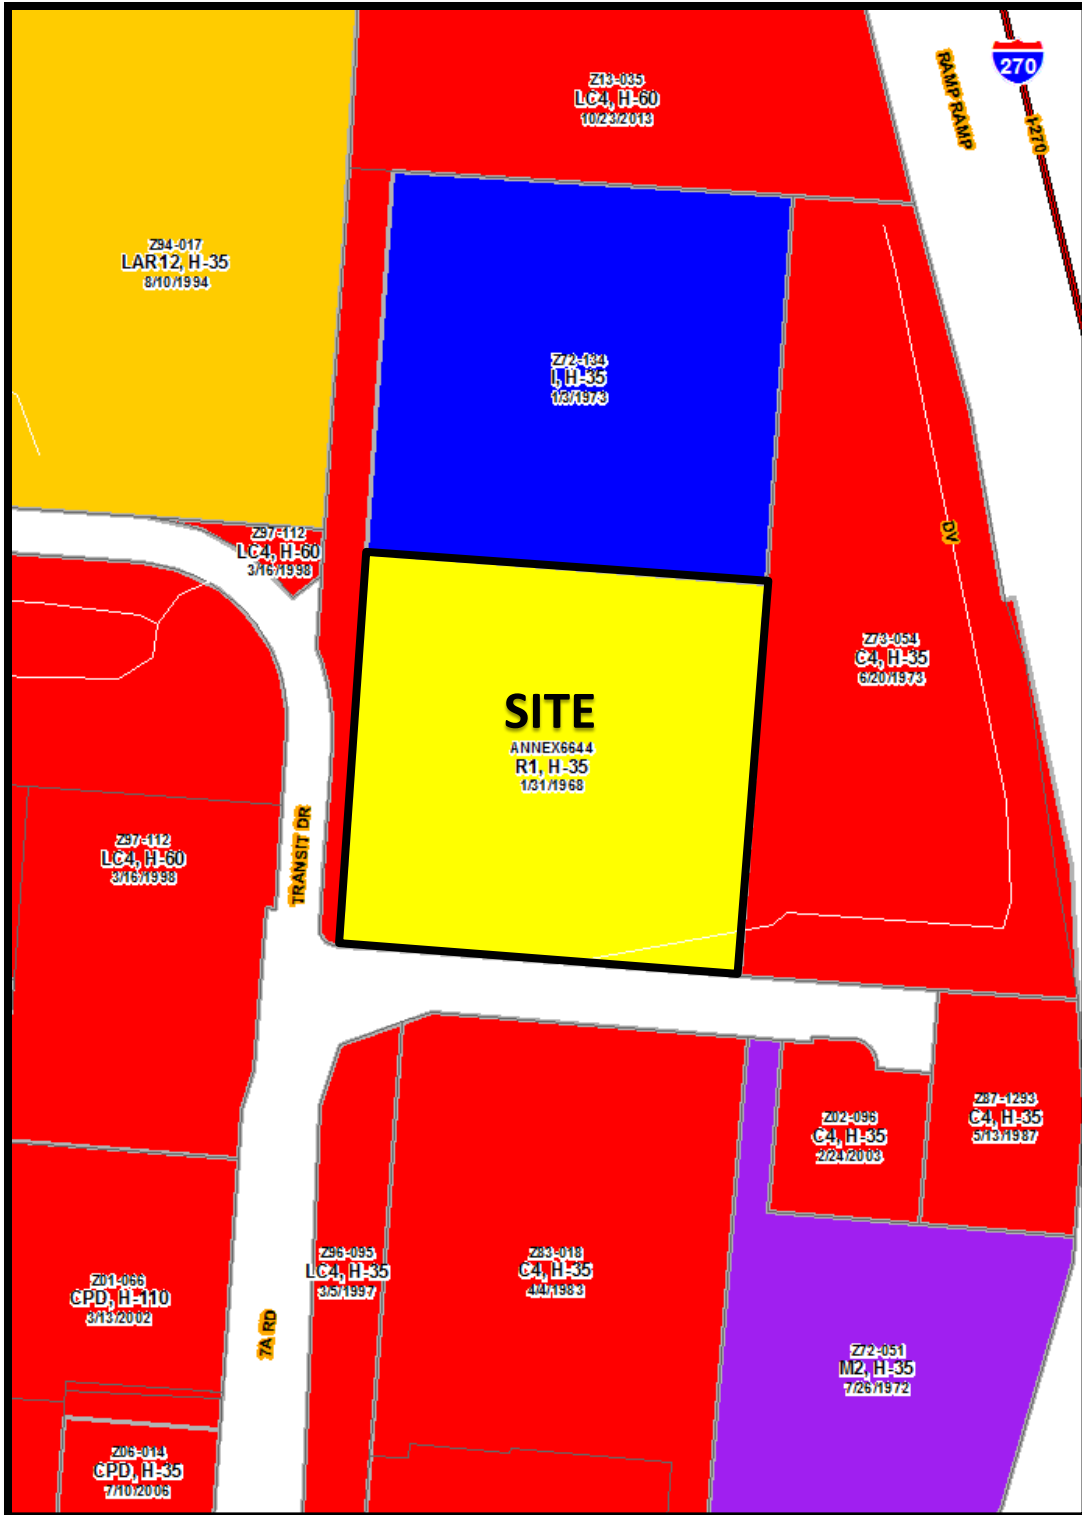 Z13-035
LC4, H-60
10/23/2013
RAMP RAMP
270
I-270
Z94-017
LAR12, H-35
8/10/1994
Z72-134
I, H-35
1/3/1973
Z97-112
LC4, H-60
3/16/1998
DV
Z73-054
C4, H-35
6/20/1973
SITE
ANNEX6644
R1, H-35
1/31/1968
TRANSIT DR
Z97-112
LC4, H-60
3/16/1998
Z87-1293
C4, H-35
5/13/1987
Z02-096
C4, H-35
2/24/2003
Z96-095
LC4, H-35
3/5/1997
Z83-018
C4, H-35
4/4/1983
Z01-066
CPD, H-110
3/13/2002
7A RD
Z72-051
M2, H-35
7/26/1972
Z06-014
CPD, H-35
7/10/2006